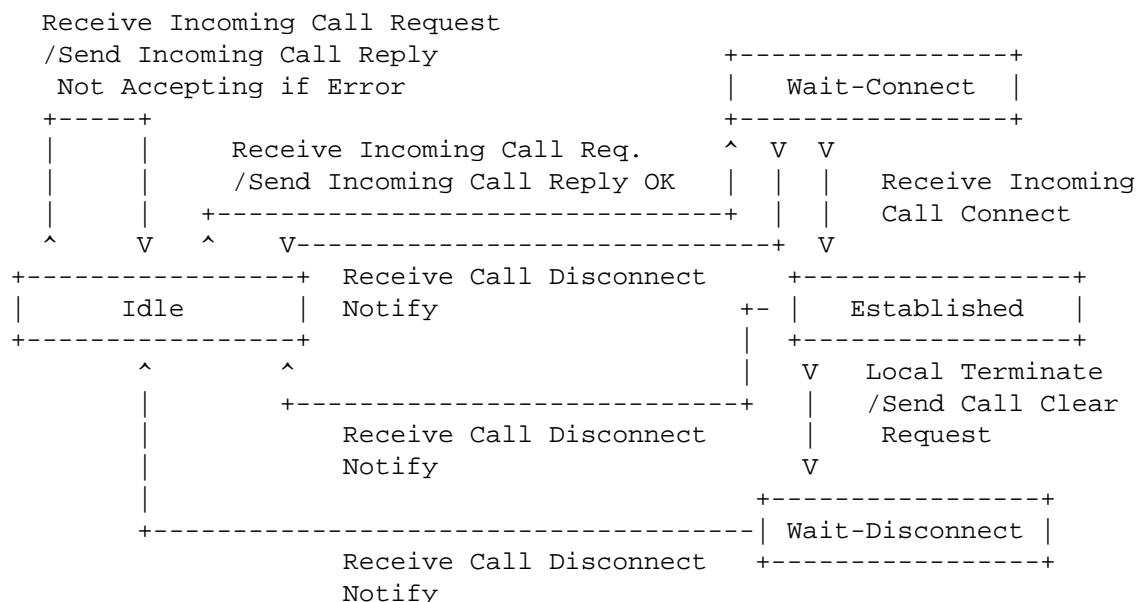 Receive Incoming Call Request
/Send Incoming Call Reply
Not Accepting if Error
Wait-Connect
Receive Incoming Call Req.
/Send Incoming Call Reply OK
Receive Incoming
Call Connect
Receive Call Disconnect
Notify
Idle
Established
Local Terminate
/Send Call Clear
Request
Receive Call Disconnect
Notify
Wait-Disconnect
Receive Call Disconnect
Notify